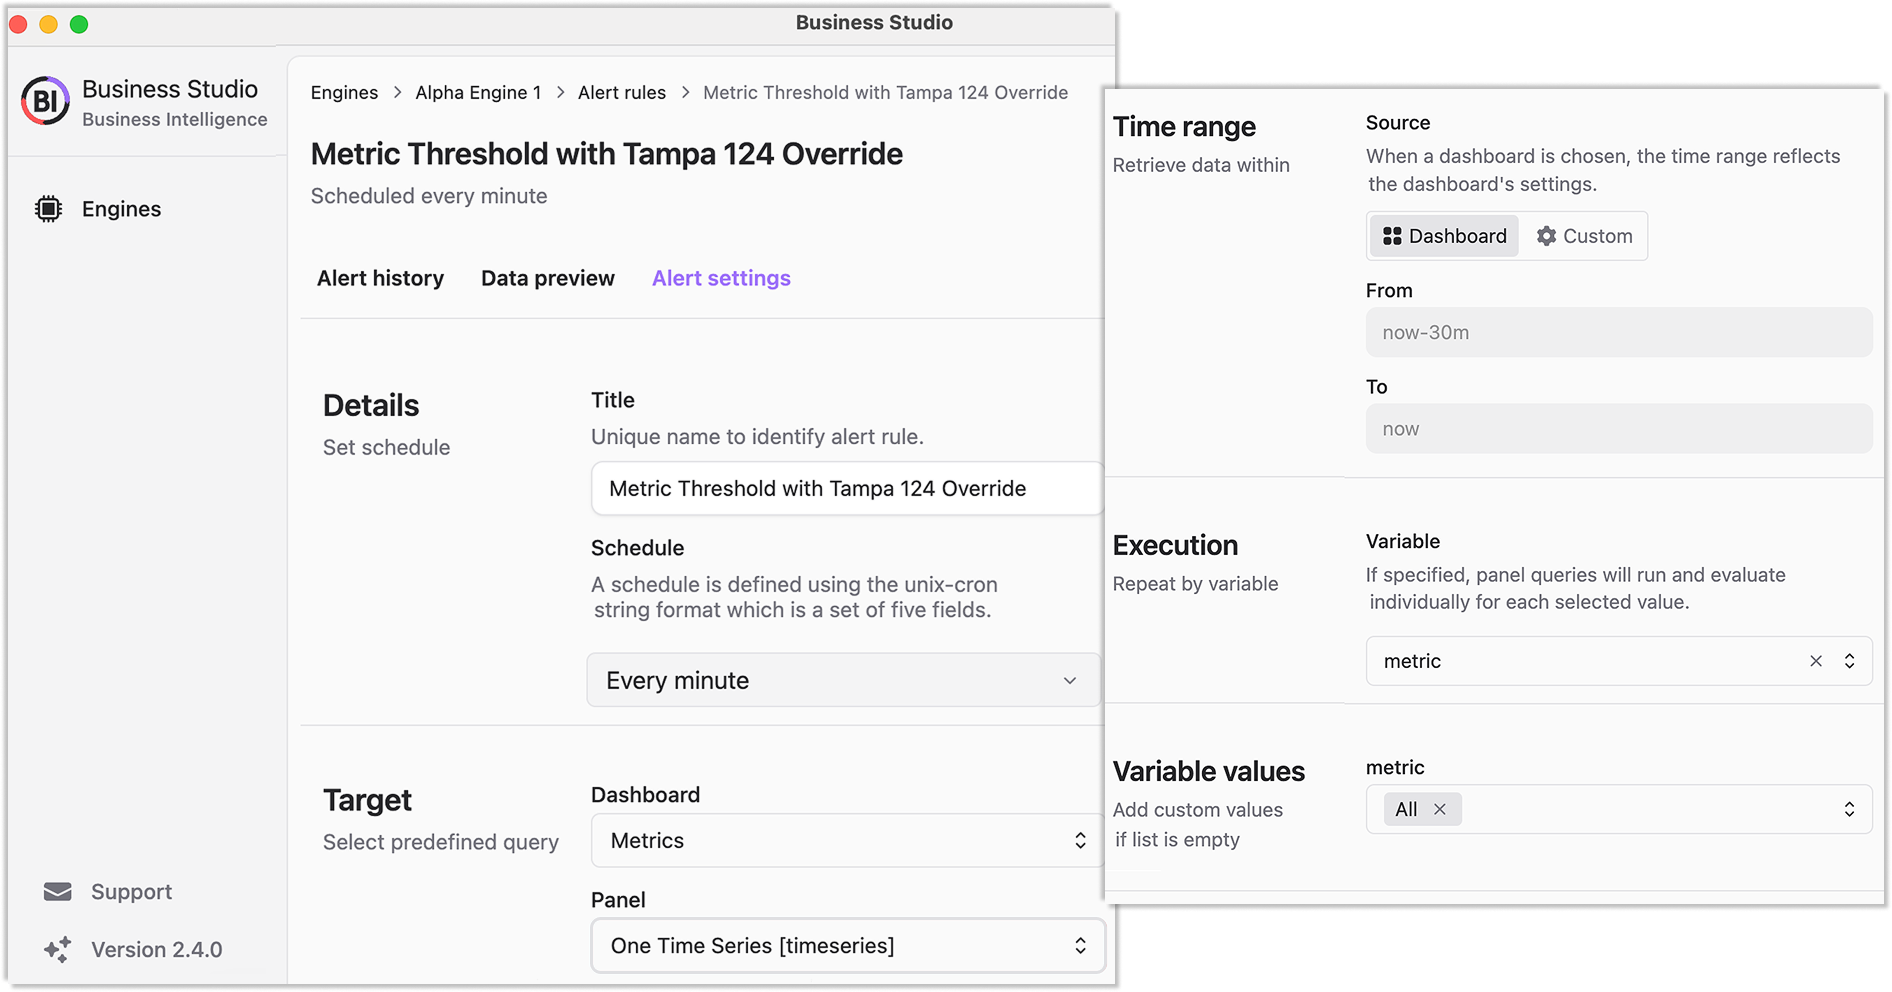 Business Studio
BI
Business Studio
Business Intelligence
Engines
Support
Version 2.4.0
Engines > Alpha Engine 1 > Alert rules > Metric Threshold with Tampa 124 Override
Metric Threshold with Tampa 124 Override
Scheduled every minute
Alert history Data preview Alert settings
Details
Set schedule
Title
Unique name to identify alert rule.
Metric Threshold with Tampa 124 Override
Schedule
A schedule is defined using the unix-cron
string format which is a set of five fields.
Every minute
Target
Select predefined query
Dashboard
Metrics
Panel
One Time Series [timeseries]
Time range
Retrieve data within
Source
When a dashboard is chosen, the time range reflects
the dashboard's settings.
Dashboard Custom
From
now-30m
To
now
Execution
Repeat by variable
Variable
If specified, panel queries will run and evaluate
individually for each selected value.
metric
Variable values
Add custom values
if list is empty
metric
All